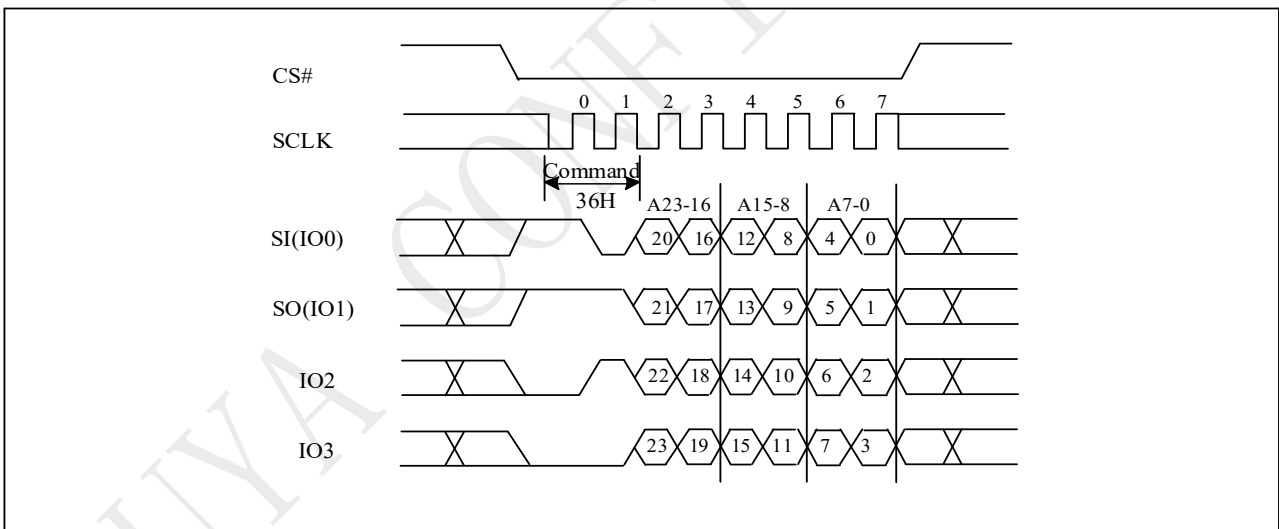 CS#
0 1 2 3 4 5 6 7
SCLK
Command
36H
A23-16 A15-8 A7-0
SI(IO0) 20 16 12 8 4 0
SO(IO1) 21 17 13 9 5 1
IO2 22 18 14 10 6 2
IO3 23 19 15 11 7 3